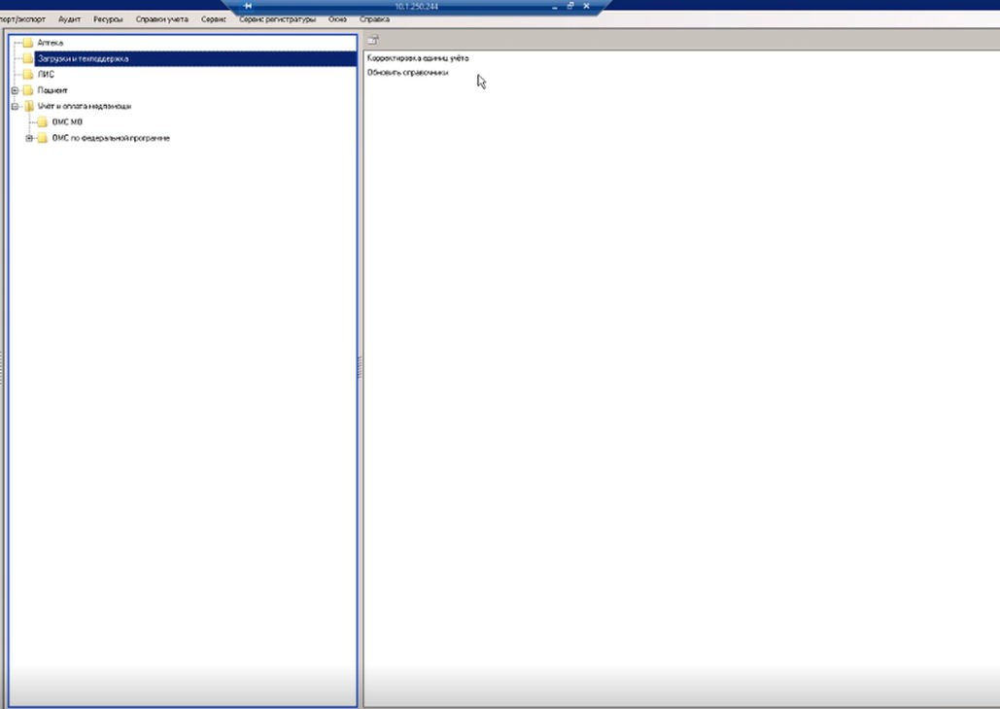 10.1.250.244
порт/экспорт Аудит Ресурсы Справки учета Сервис Сервис регистратуры Окно Справка
Аптека
Загрузки и техподдержка
ЛИС
Пациент
Учёт и оплата медпомощи
ОМС МО
ОМС по федеральной программе
Корректировка единиц учёта
Обновить справочники